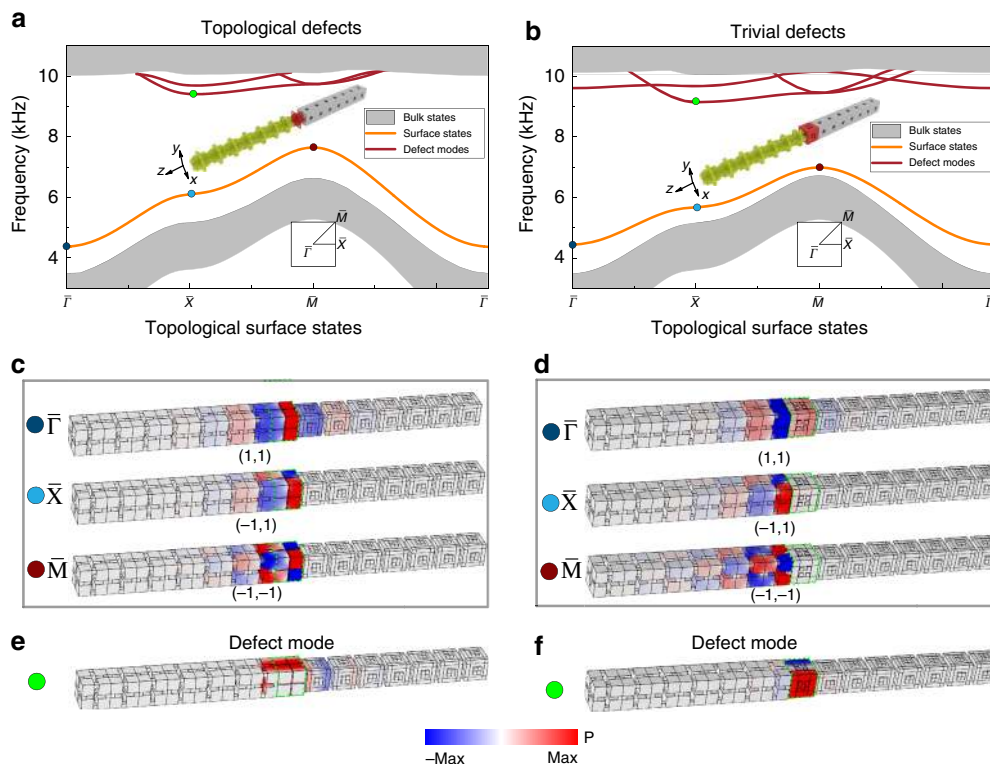 a
Topological defects
10
8
6
4
Frequency (kHz)
Bulk states
Surface states
Defect modes
y
z
x
M̅
Γ̅
X̅
Γ̅
X̅
M̅
Γ̅
Topological surface states
b
Trivial defects
10
8
6
4
Frequency (kHz)
Bulk states
Surface states
Defect modes
y
z
x
M̅
Γ̅
X̅
Γ̅
X̅
M̅
Γ̅
Topological surface states
c
Γ̅
(1,1)
X̅
(–1,1)
M̅
(–1,–1)
d
Γ̅
(1,1)
X̅
(–1,1)
M̅
(–1,–1)
e
Defect mode
f
Defect mode
P
–Max
Max